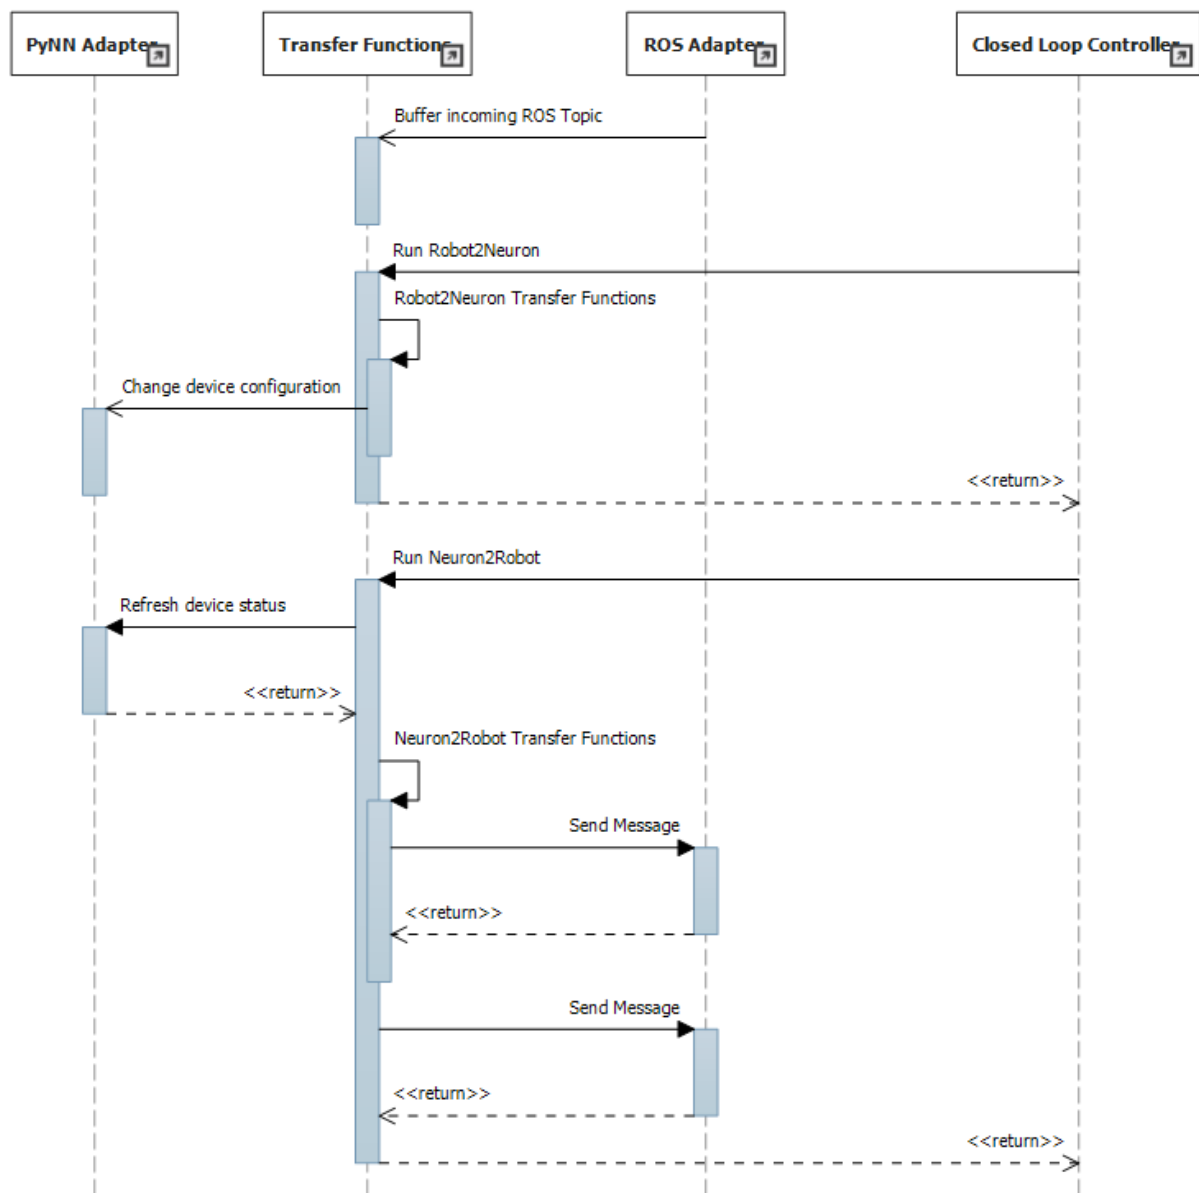 PyNN Adapter
Transfer Functions
ROS Adapter
Closed Loop Controller
Buffer incoming ROS Topic
Run Robot2Neuron
Robot2Neuron Transfer Functions
Change device configuration
<<return>>
Run Neuron2Robot
Refresh device status
<<return>>
Neuron2Robot Transfer Functions
Send Message
<<return>>
Send Message
<<return>>
<<return>>